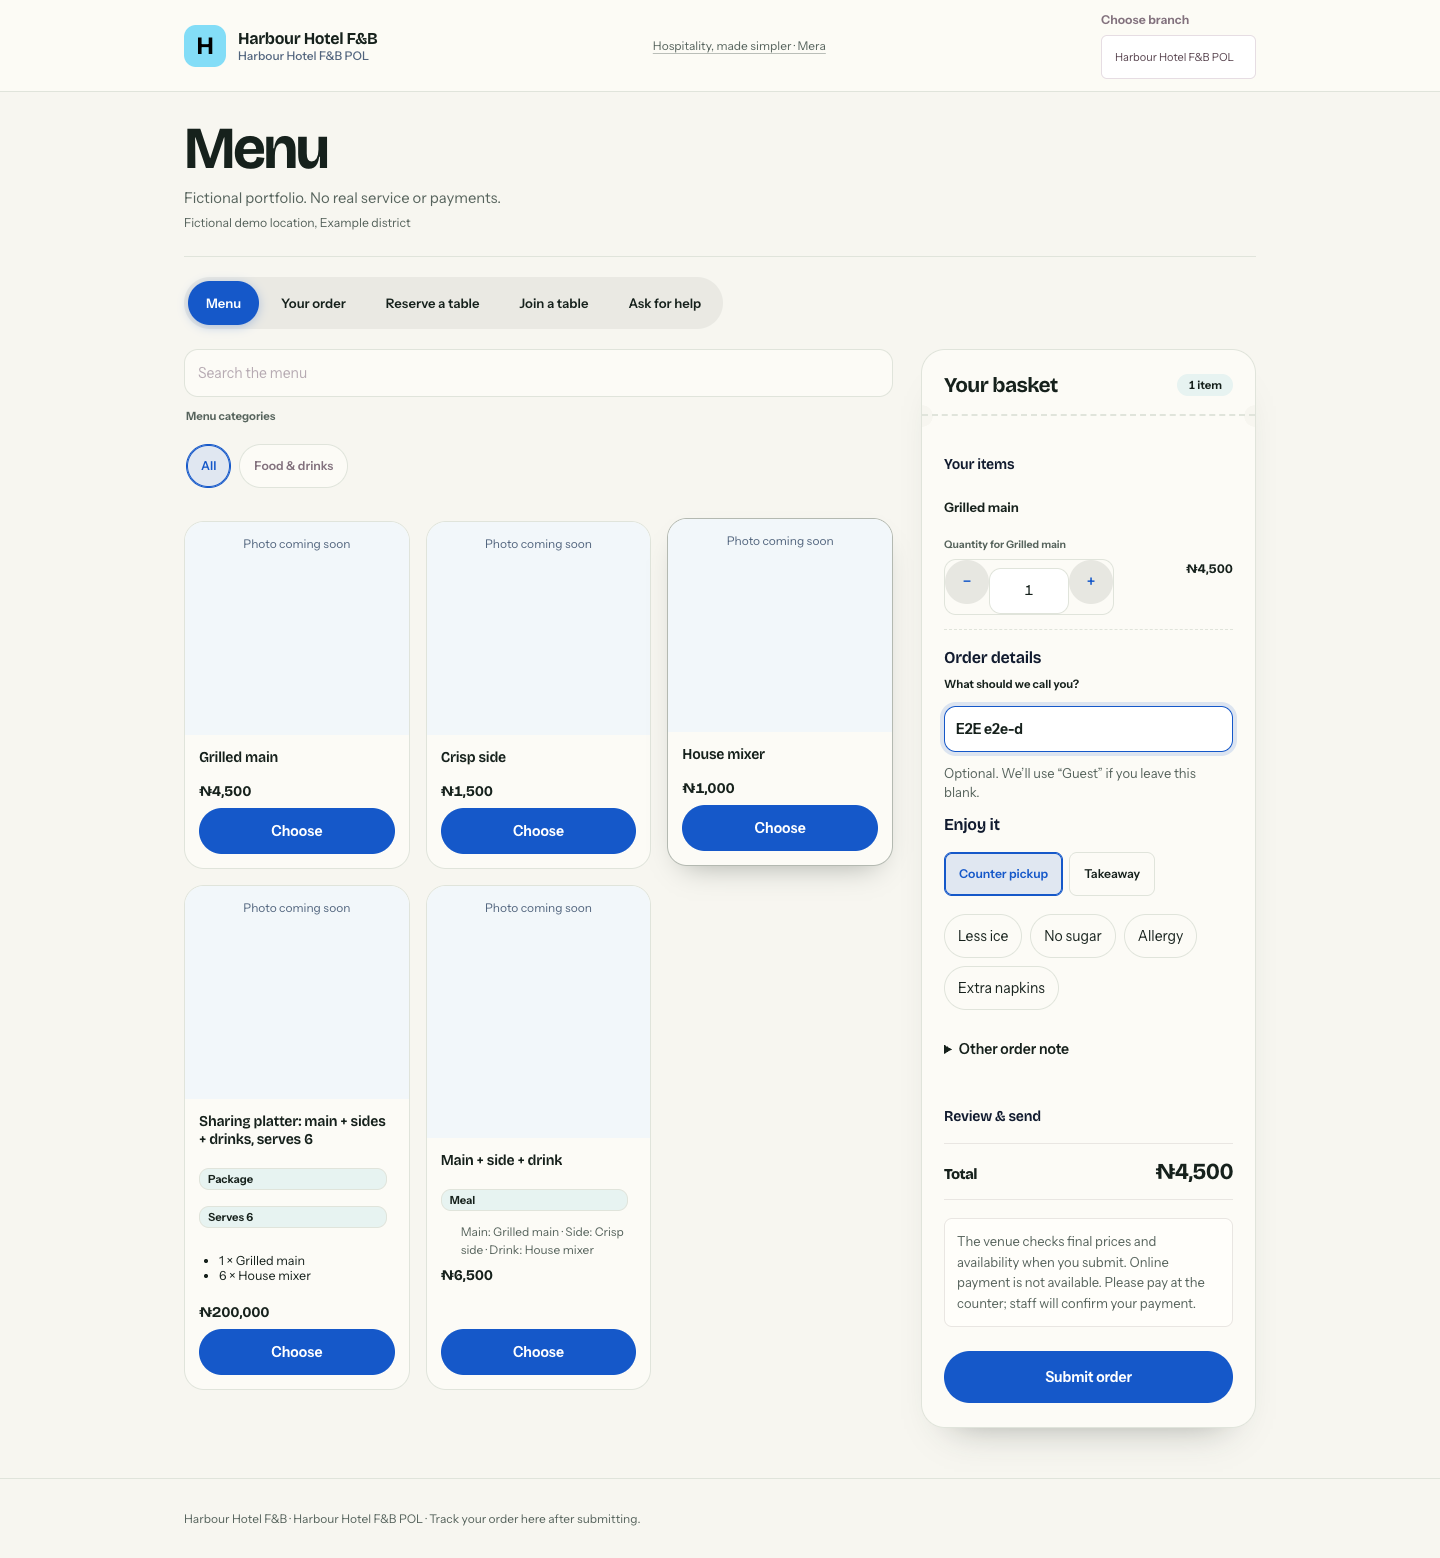 H
Harbour Hotel F&B
Harbour Hotel F&B POL
Hospitality, made simpler · Mera
Choose branch
Harbour Hotel F&B POL
Menu
Fictional portfolio. No real service or payments.
Fictional demo location, Example district
Menu
Your order
Reserve a table
Join a table
Ask for help
Search the menu
Menu categories
All
Food & drinks
Photo coming soon
Grilled main
₦4,500
Choose
Photo coming soon
Crisp side
₦1,500
Choose
Photo coming soon
House mixer
₦1,000
Choose
Photo coming soon
Sharing platter: main + sides
+ drinks, serves 6
Package
Serves 6
• 1 × Grilled main
• 6 × House mixer
₦200,000
Choose
Photo coming soon
Main + side + drink
Meal
Main: Grilled main · Side: Crisp
side · Drink: House mixer
₦6,500
Choose
Your basket
1 item
Your items
Grilled main
Quantity for Grilled main
− 1 +
₦4,500
Order details
What should we call you?
E2E e2e-d
Optional. We’ll use “Guest” if you leave this
blank.
Enjoy it
Counter pickup
Takeaway
Less ice
No sugar
Allergy
Extra napkins
Other order note
Review & send
Total
₦4,500
The venue checks final prices and
availability when you submit. Online
payment is not available. Please pay at the
counter; staff will confirm your payment.
Submit order
Harbour Hotel F&B · Harbour Hotel F&B POL · Track your order here after submitting.